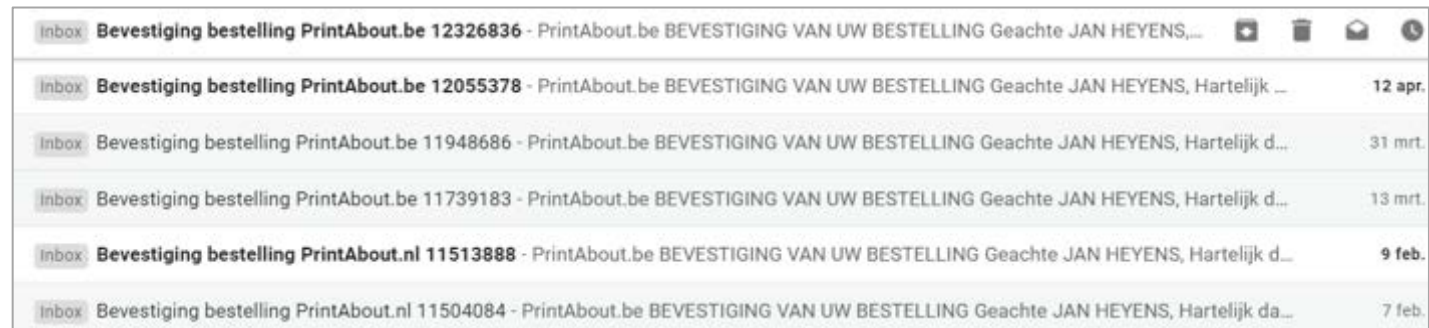 Inbox Bevestiging bestelling PrintAbout.be 12326836 - PrintAbout.be BEVESTIGING VAN UW BESTELLING Geachte JAN HEYENS,...
Inbox Bevestiging bestelling PrintAbout.be 12055378 - PrintAbout.be BEVESTIGING VAN UW BESTELLING Geachte JAN HEYENS, Hartelijk ... 12 apr.
Inbox Bevestiging bestelling PrintAbout.be 11948686 - PrintAbout.be BEVESTIGING VAN UW BESTELLING Geachte JAN HEYENS, Hartelijk d... 31 mrt.
Inbox Bevestiging bestelling PrintAbout.be 11739183 - PrintAbout.be BEVESTIGING VAN UW BESTELLING Geachte JAN HEYENS, Hartelijk d... 13 mrt.
Inbox Bevestiging bestelling PrintAbout.nl 11513888 - PrintAbout.be BEVESTIGING VAN UW BESTELLING Geachte JAN HEYENS, Hartelijk d... 9 feb.
Inbox Bevestiging bestelling PrintAbout.nl 11504084 - PrintAbout.be BEVESTIGING VAN UW BESTELLING Geachte JAN HEYENS, Hartelijk da... 7 feb.